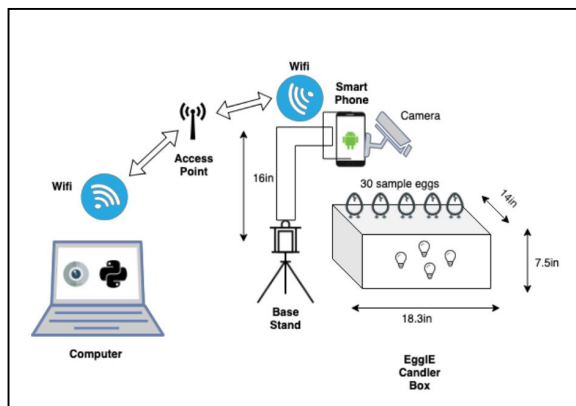 Wifi
Smart
Phone
Camera
Access
Point
Wifi
16in
30 sample eggs
14in
7.5in
18.3in
Base
Stand
Computer
EggIE
Candler
Box